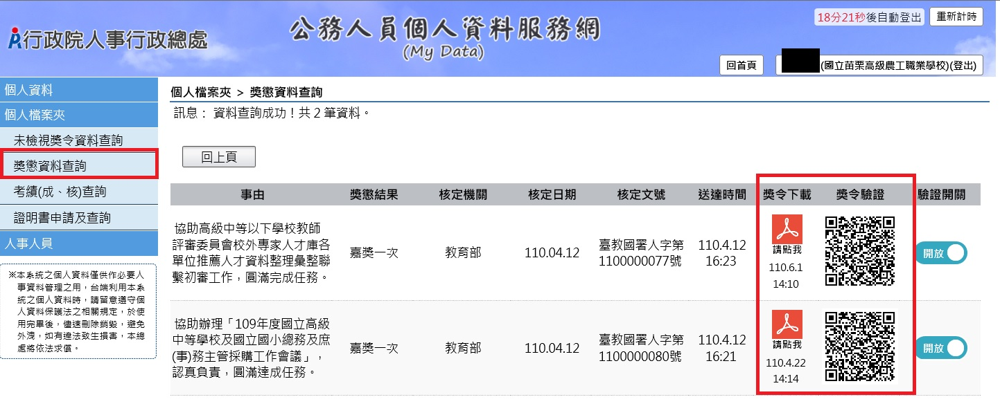 行政院人事行政總處
公務人員個人資料服務網
(My Data)
18分21秒後自動登出
重新計時
回首頁
(國立苗栗高級農工職業學校)(登出)
個人資料
個人檔案夾
未檢視獎令資料查詢
獎懲資料查詢
考績(成、核)查詢
證明書申請及查詢
人事人員
※本系統之個人資料僅供作必要人
事資料管理之用，台端利用本系
統之個人資料時，請留意遵守個
人資料保護法之相關規定，於使
用完畢後，儘速刪除銷毀，避免
外洩，如有違法致生損害，本總
處將依法求償。
個人檔案夾 > 獎懲資料查詢
訊息： 資料查詢成功！共 2 筆資料。
回上頁
事由 獎懲結果 核定機關 核定日期 核定文號 送達時間 獎令下載 獎令驗證 驗證開關
協助高級中等以下學校教師
評審委員會校外專家人才庫各
單位推薦人才資料整理彙整聯
繫初審工作，圓滿完成任務。
嘉獎一次
教育部
110.04.12
臺教國署人字第
1100000077號
110.4.12
16:23
請點我
110.6.1
14:10
開放
協助辦理「109年度國立高級
中等學校及國立國小總務及庶
(事)務主管採購工作會議」，
認真負責，圓滿達成任務。
嘉獎一次
教育部
110.04.12
臺教國署人字第
1100000080號
110.4.12
16:21
請點我
110.4.22
14:14
開放